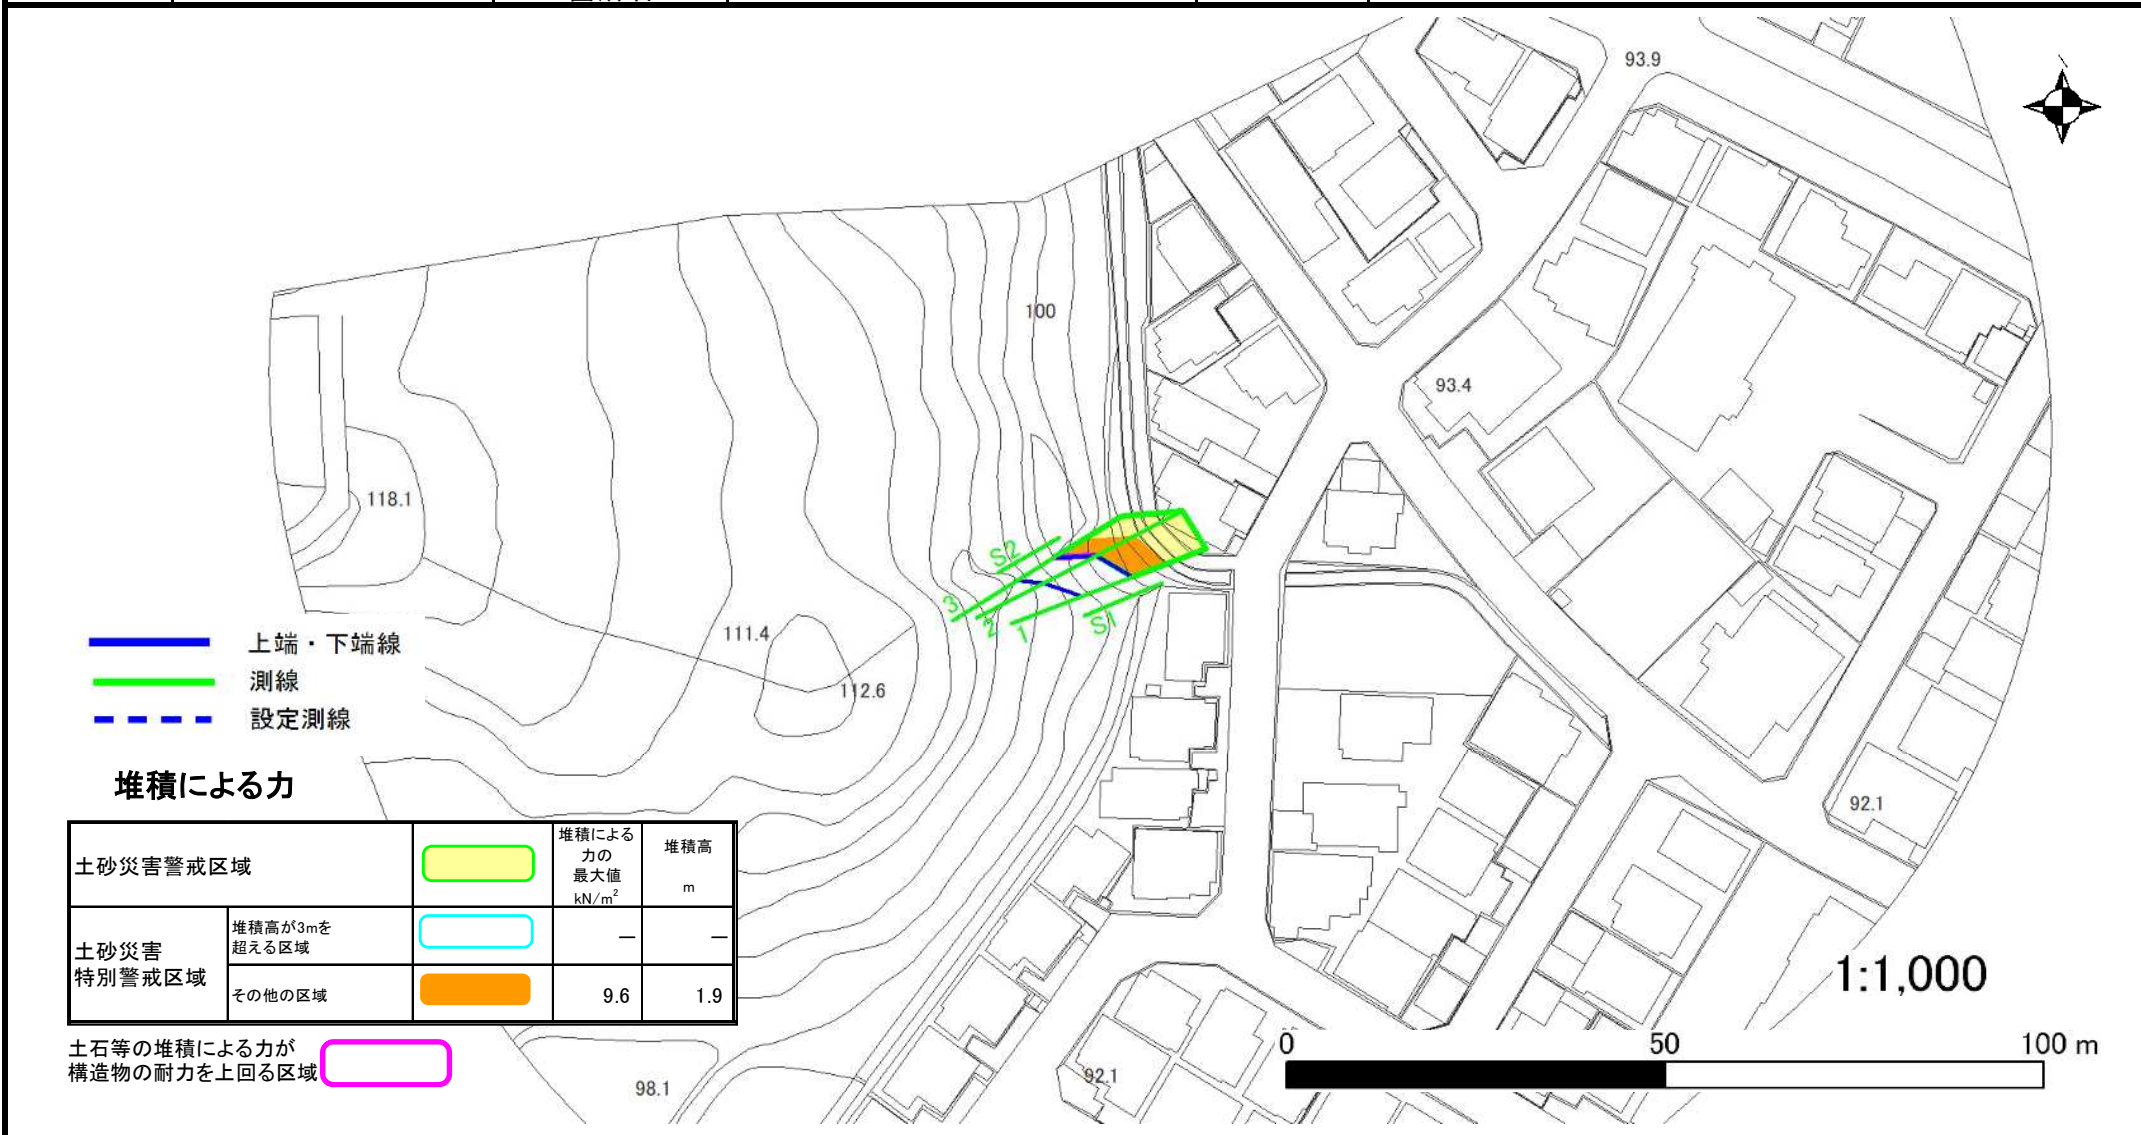 93.9
100
93.4
118.1
S2
3
2
1
S1
111.4
112.6
上端・下端線
測線
設定測線
堆積による力
土砂災害警戒区域
堆積による
力の
最大値
kN/m²
堆積高
m
土砂災害
特別警戒区域
堆積高が3mを
超える区域
―
―
その他の区域
9.6
1.9
土石等の堆積による力が
構造物の耐力を上回る区域
92.1
1:1,000
0
50
100 m
92.1
98.1